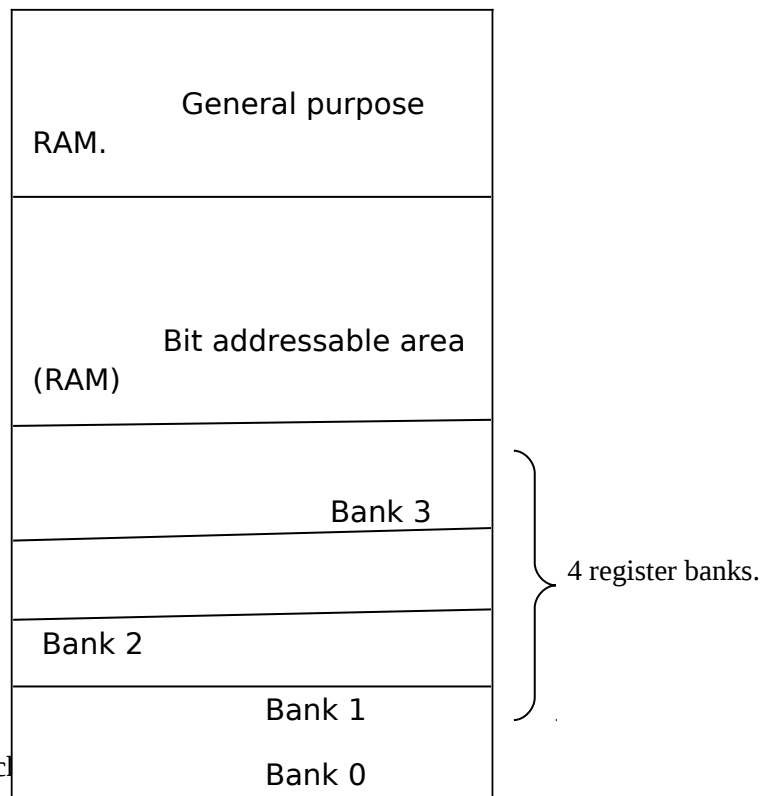 General purpose
RAM.
Bit addressable area
(RAM)
Bank 3
4 register banks.
Bank 2
Bank 1
Bank 0